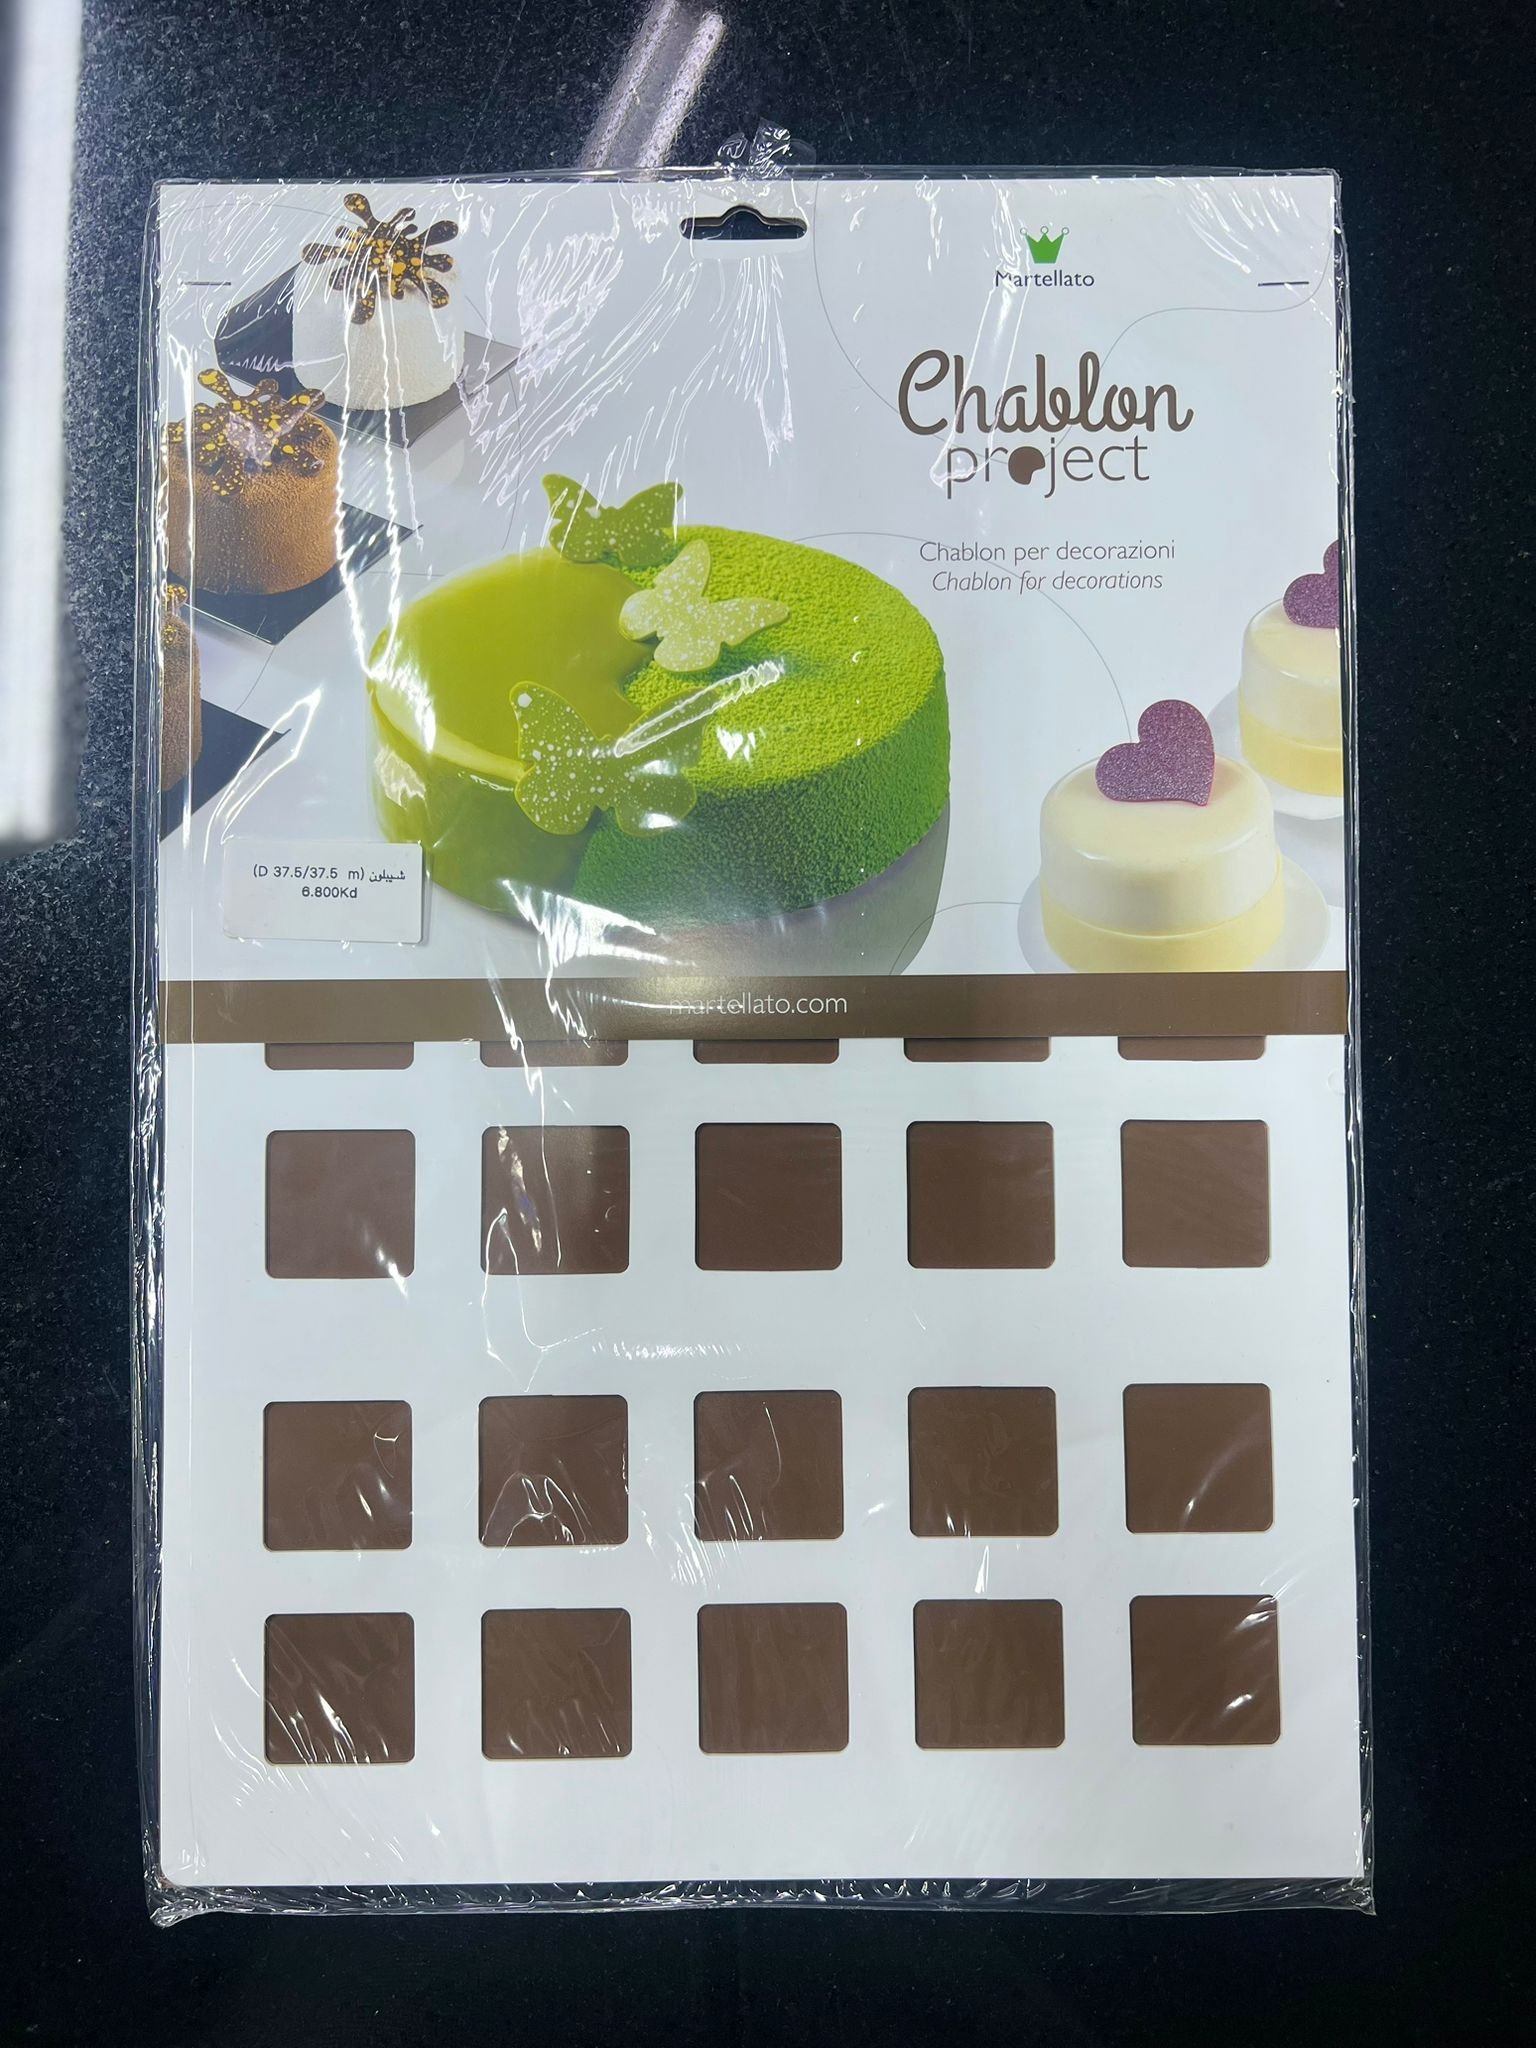 Martellato
Chablon
project
Chablon per decorazioni
Chablon for decorations
شيبلون (D 37.5/37.5 m)
6.800Kd
martellato.com